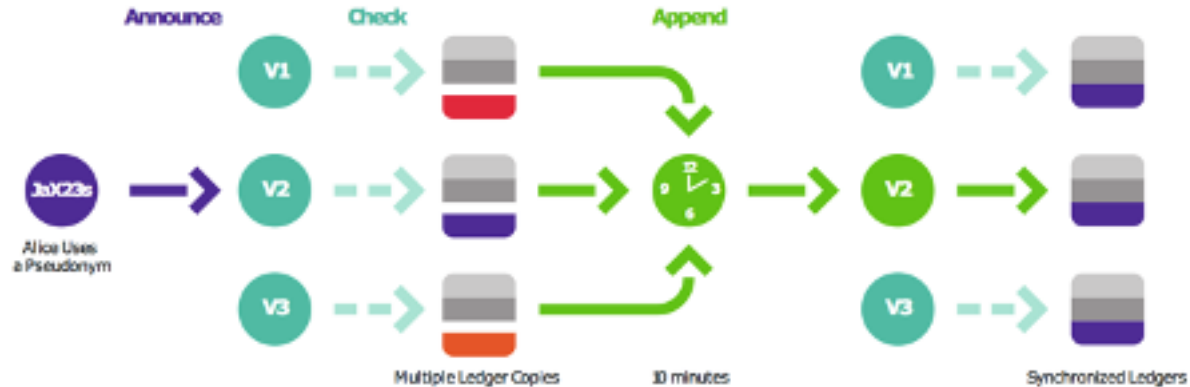 Announce
Check
Append
V1
V1
JaX23s
V2
12
9
3
6
V2
Alice Uses
a Pseudonym
V3
V3
Multiple Ledger Copies
10 minutes
Synchronized Ledgers